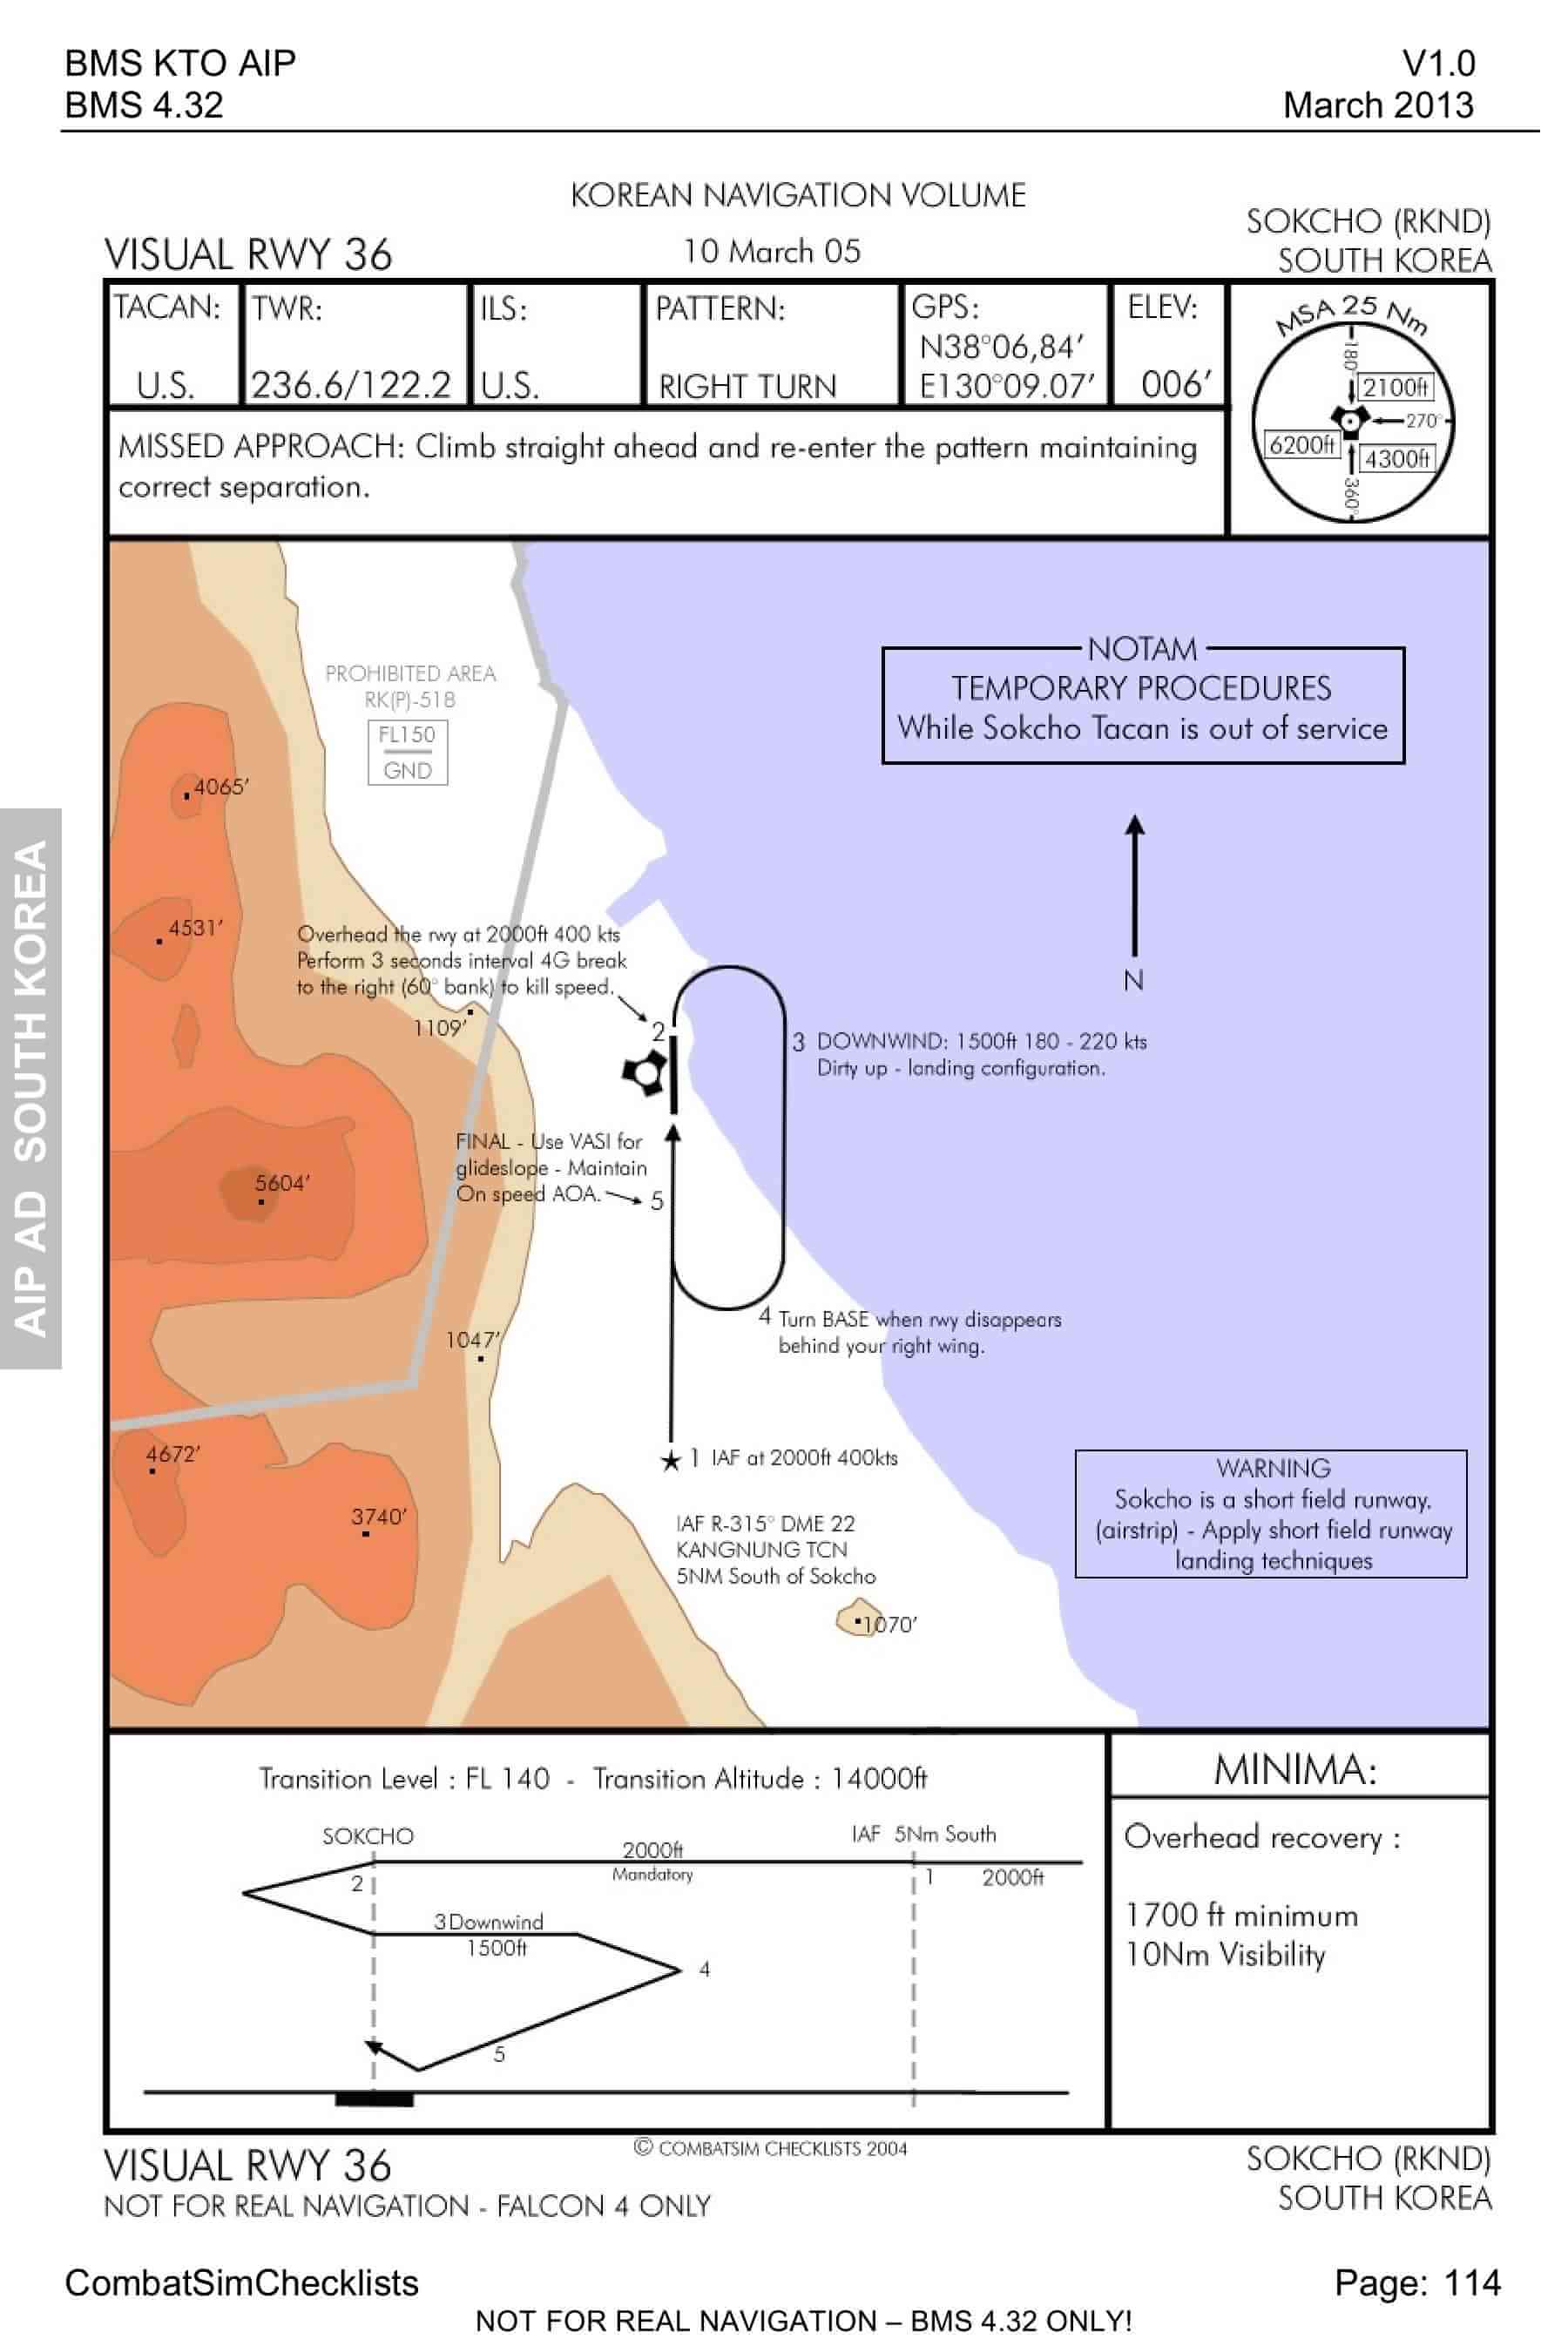 BMS KTO AIP
V1.0
BMS 4.32
March 2013
KOREAN NAVIGATION VOLUME
SOKCHO (RKND)
VISUAL RWY 36
10 March 05
SOUTH KOREA
TACAN:
U.S.
TWR:
236.6/122.2
ILS:
U.S.
PATTERN:
RIGHT TURN
GPS:
N38°06,84′
E130°09.07′
ELEV:
006′
MSA 25 Nm
180°
2100ft
270°
6200ft
4300ft
360°
MISSED APPROACH: Climb straight ahead and re-enter the pattern maintaining
correct separation.
NOTAM
TEMPORARY PROCEDURES
While Sokcho Tacan is out of service
PROHIBITED AREA
RK(P)-518
FL150
GND
4065′
4531′
N
Overhead the rwy at 2000ft 400 kts
Perform 3 seconds interval 4G break
to the right (60° bank) to kill speed.
1109′
2
3 DOWNWIND: 1500ft 180 - 220 kts
Dirty up - landing configuration.
FINAL - Use VASI for
glideslope - Maintain
On speed AOA.
5
5604′
4 Turn BASE when rwy disappears
behind your right wing.
1047′
4672′
1 IAF at 2000ft 400kts
3740′
IAF R-315° DME 22
KANGNUNG TCN
5NM South of Sokcho
1070′
WARNING
Sokcho is a short field runway.
(airstrip) - Apply short field runway
landing techniques
AIP AD SOUTH KOREA
Transition Level : FL 140 - Transition Altitude : 14000ft
SOKCHO
IAF 5Nm South
2000ft
Mandatory
2
1
2000ft
3 Downwind
1500ft
4
5
MINIMA:
Overhead recovery :
1700 ft minimum
10Nm Visibility
© COMBATSIM CHECKLISTS 2004
VISUAL RWY 36
SOKCHO (RKND)
NOT FOR REAL NAVIGATION - FALCON 4 ONLY
SOUTH KOREA
CombatSimChecklists
Page: 114
NOT FOR REAL NAVIGATION – BMS 4.32 ONLY!